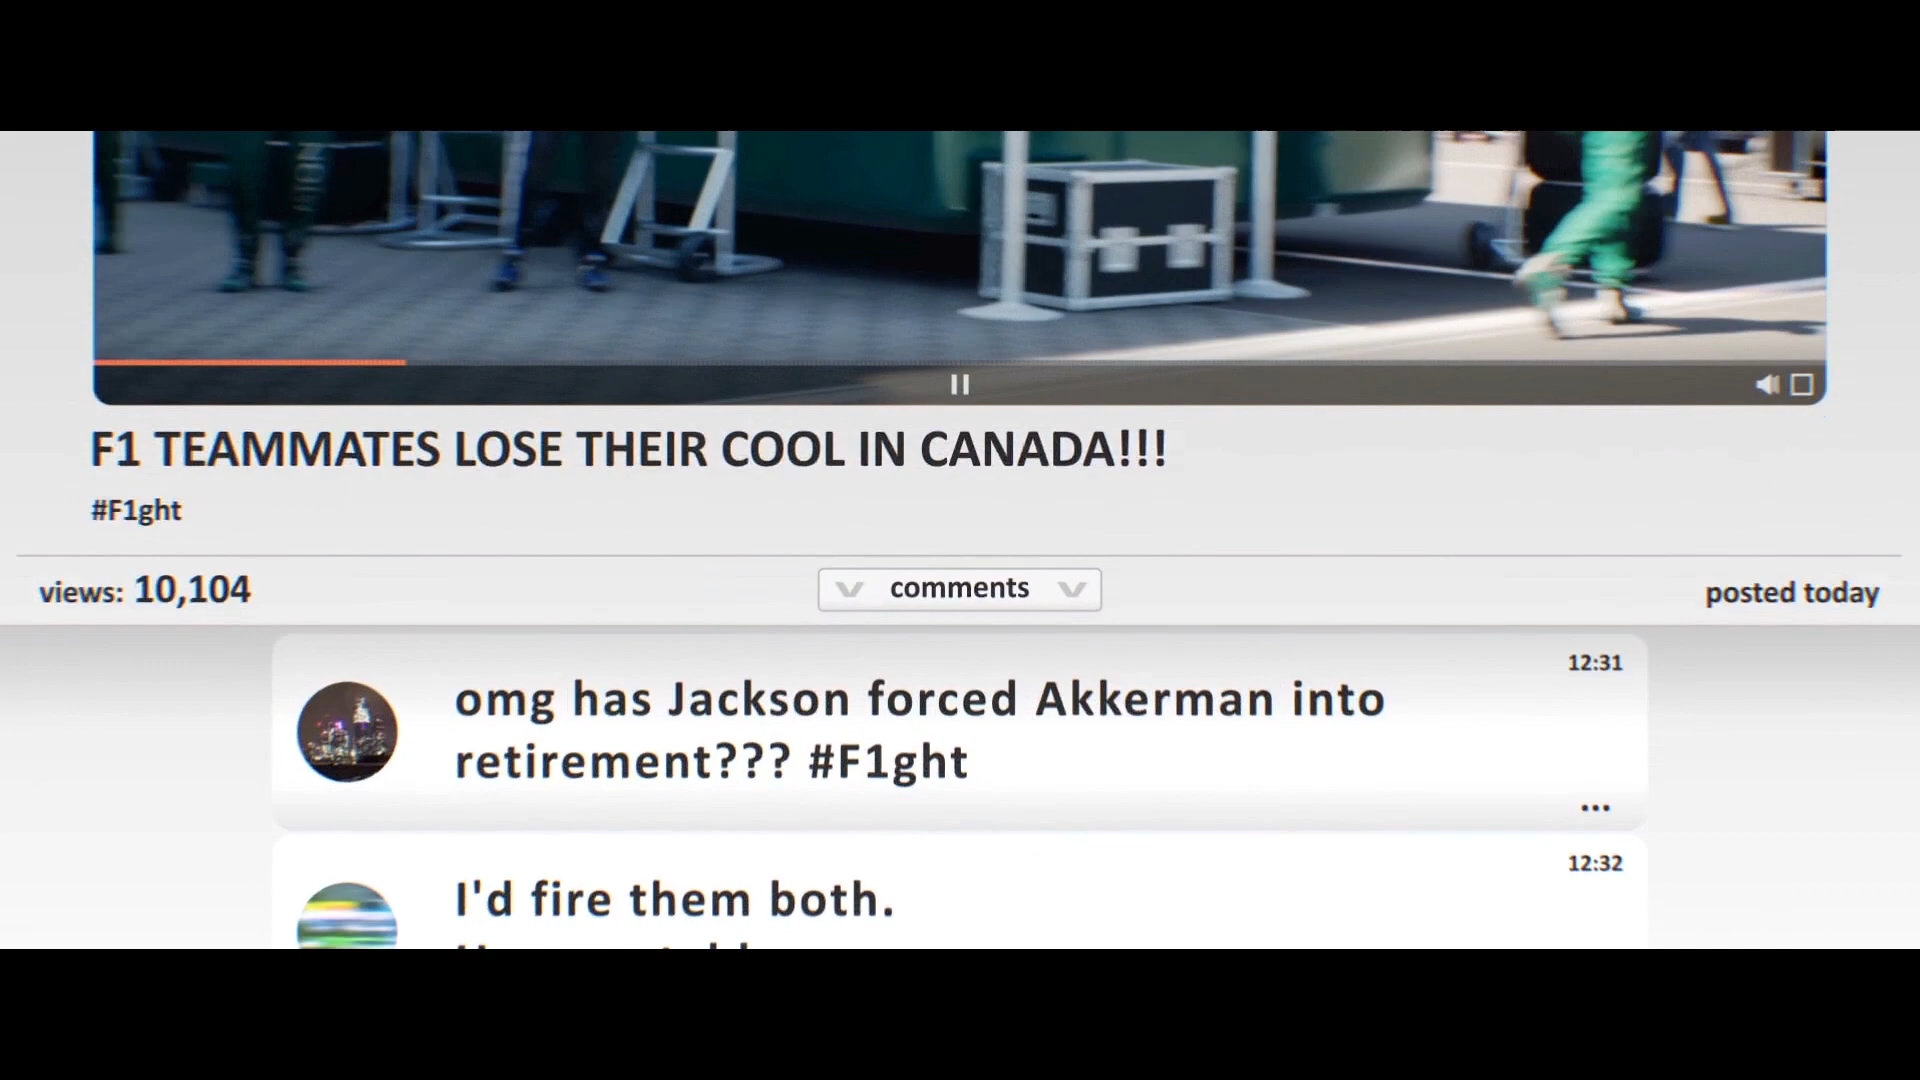 F1 TEAMMATES LOSE THEIR COOL IN CANADA!!!
#F1ght
views: 10,104
comments
posted today
12:31
omg has Jackson forced Akkerman into
retirement??? #F1ght
...
12:32
I'd fire them both.